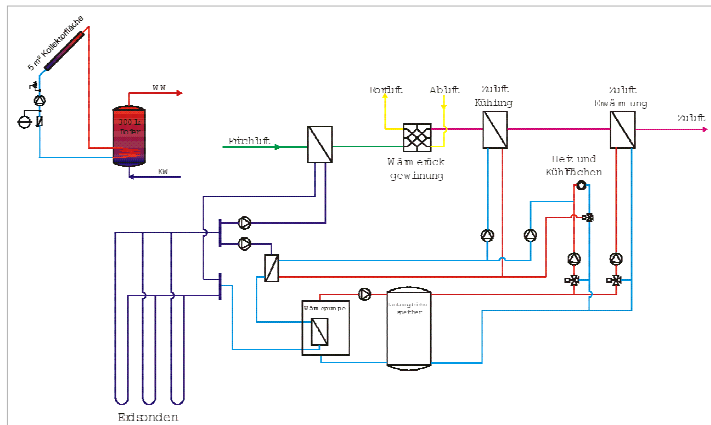 5 m² Kollektorfläche
WW
KW
Fortluft
Abluft
Zuluft
Kühlung
Zuluft
Erwärmung
Frischluft
Zuluft
Wärmerück
gewinnung
Heiz und
Kühlflächen
Wärmepumpe
speicher
Erdsonden